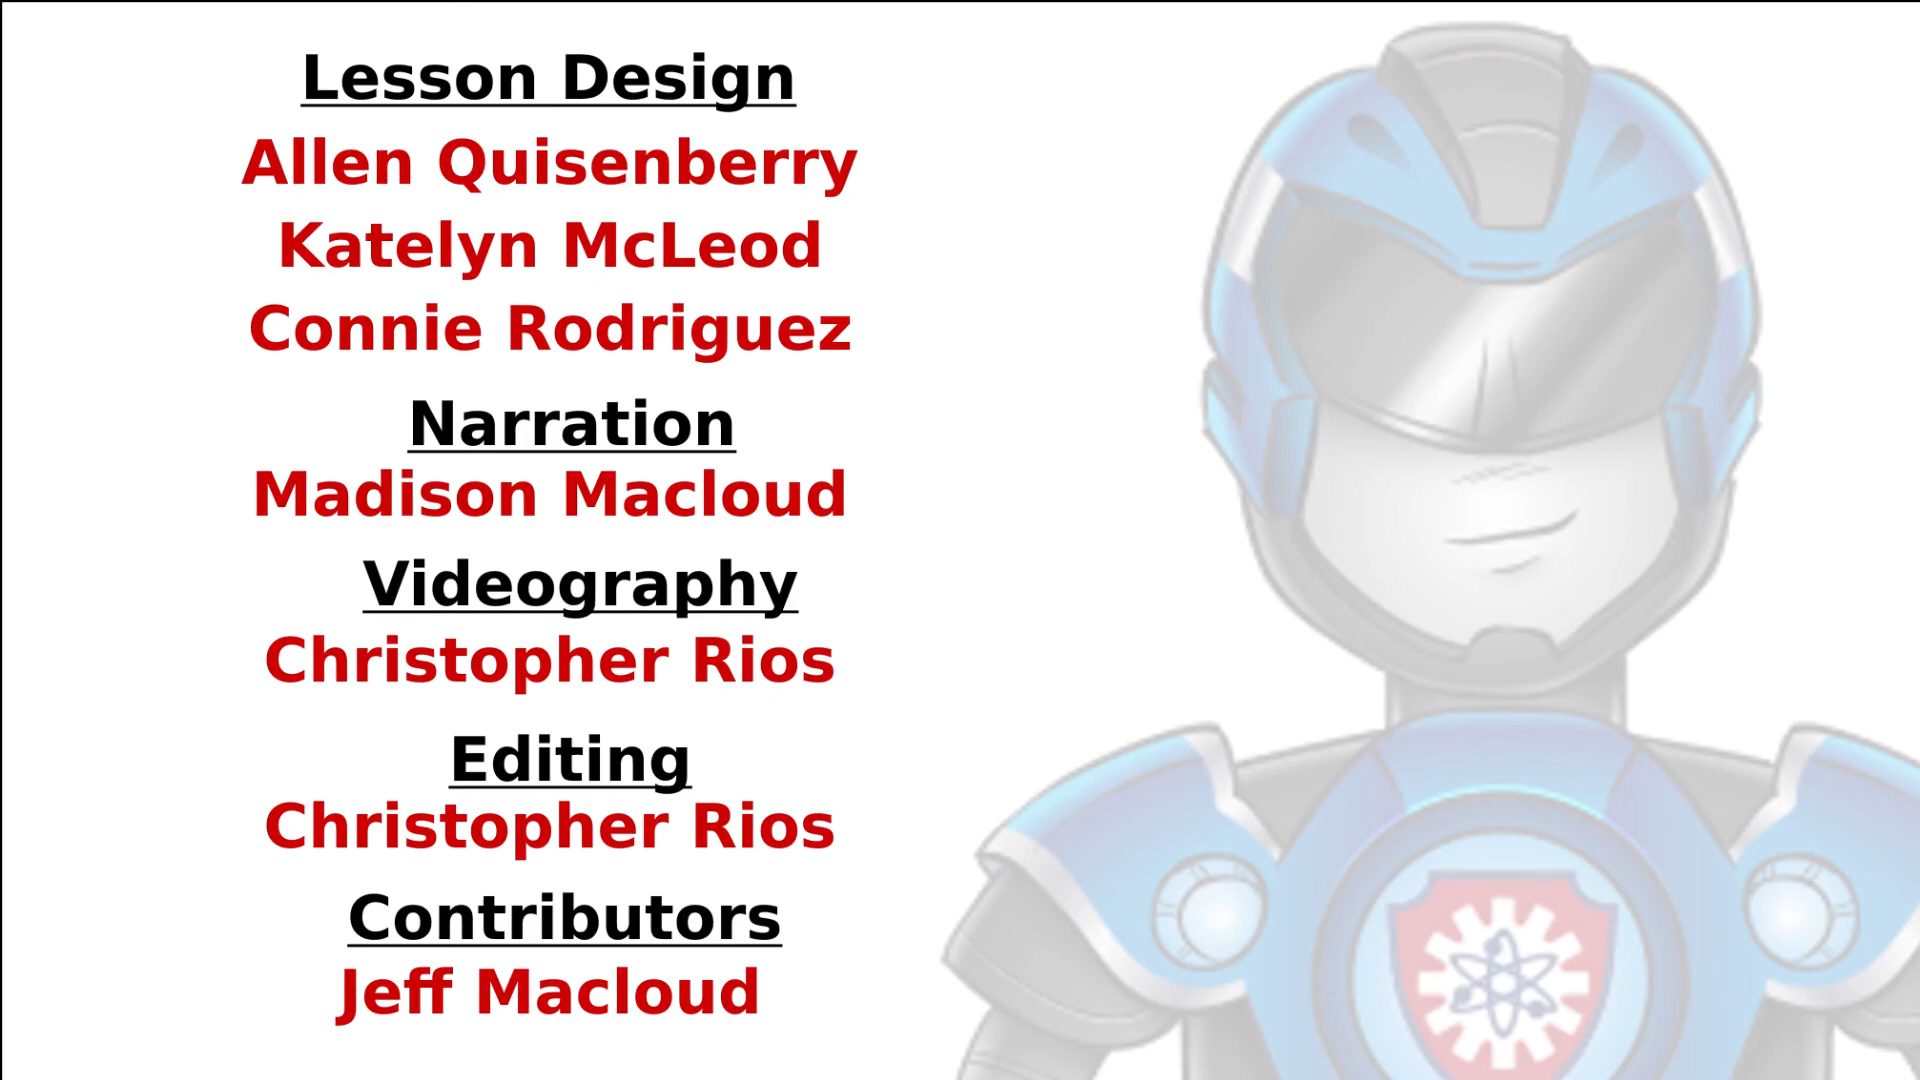 Lesson Design
Allen Quisenberry
Katelyn McLeod
Connie Rodriguez
Narration
Madison Macloud
Videography
Christopher Rios
Editing
Christopher Rios
Contributors
Jeff Macloud